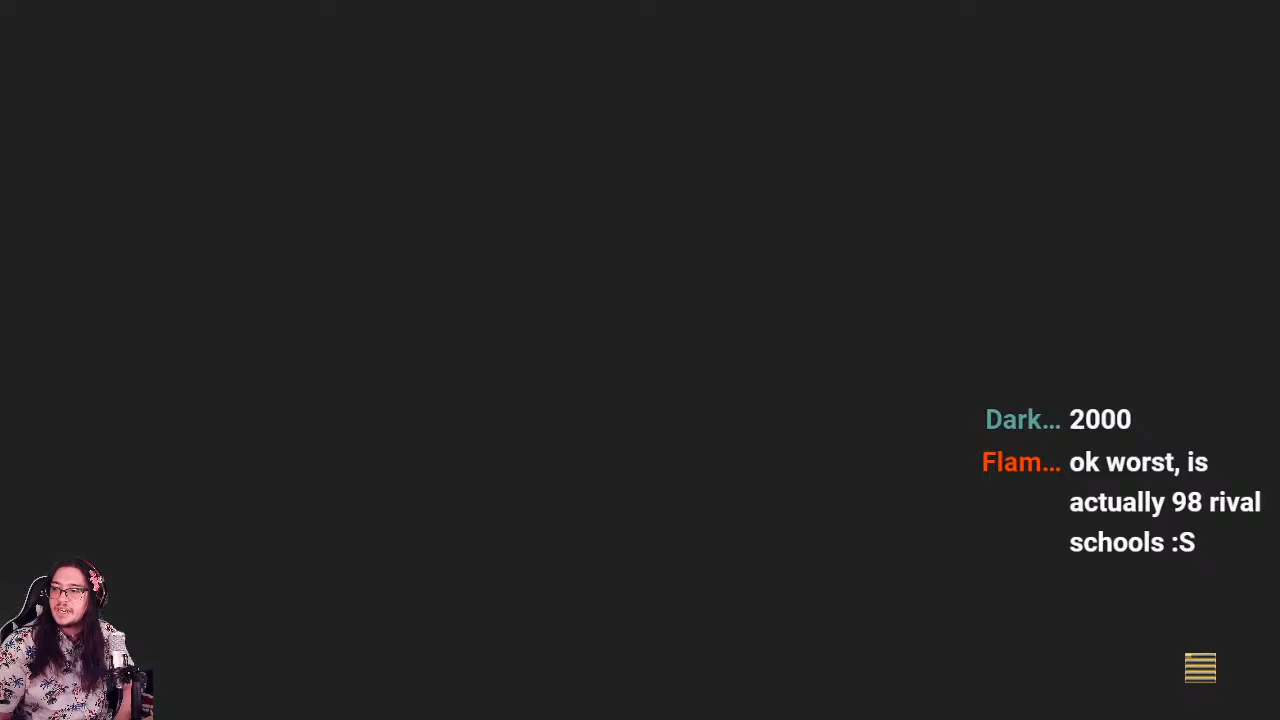 Dark… 2000
Flam… ok worst, is
actually 98 rival
schools :S